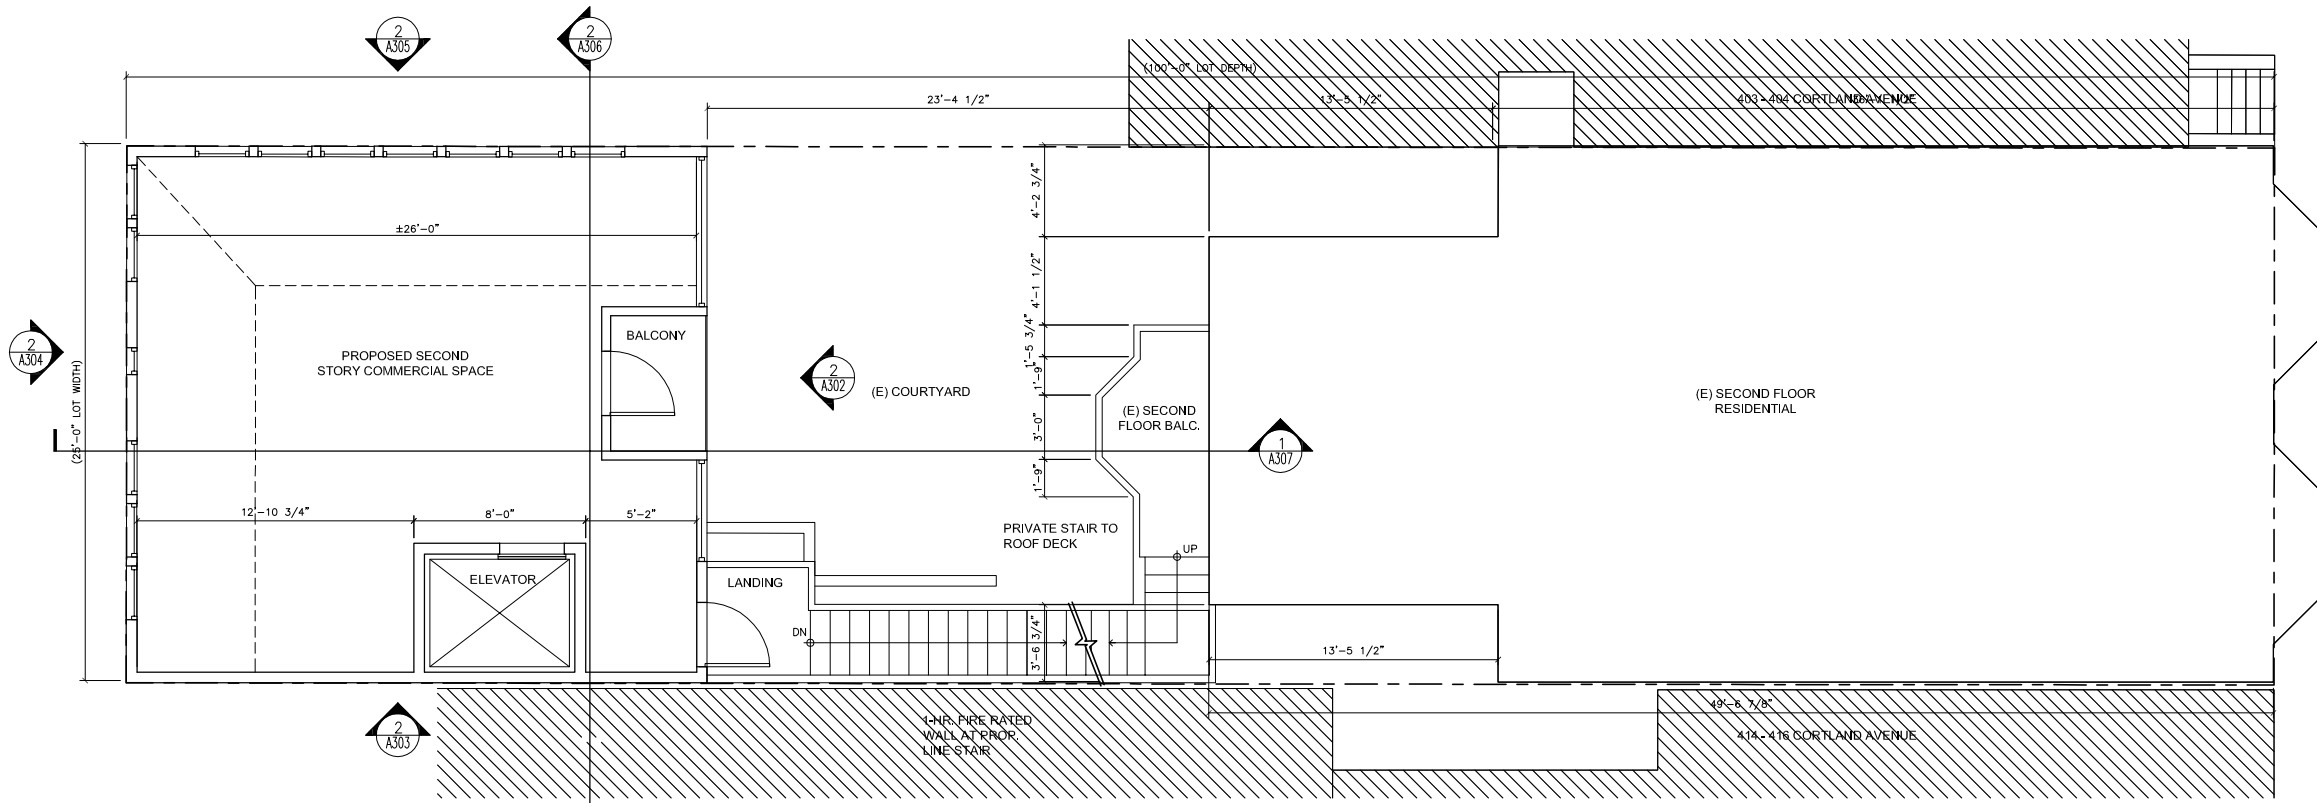 2
A305
2
A306
(100'-0" LOT DEPTH)
23'-4 1/2"
13'-5 1/2"
403 - 404 CORTLAND AVENUE
4'-2 3/4"
±26'-0"
4'-1 1/2"
BALCONY
1'-5 3/4"
2
A304
PROPOSED SECOND
STORY COMMERCIAL SPACE
2
A302
(E) COURTYARD
1'-9"
(E) SECOND FLOOR
RESIDENTIAL
(25'-0" LOT WIDTH)
(E) SECOND
FLOOR BALC.
3'-0"
1
A307
1'-9"
12'-10 3/4"
8'-0"
5'-2"
PRIVATE STAIR TO
ROOF DECK
UP
ELEVATOR
LANDING
DN
3'-6 3/4"
13'-5 1/2"
49'-6 7/8"
2
A303
1-HR. FIRE RATED
WALL AT PROP.
LINE STAIR
414 - 416 CORTLAND AVENUE